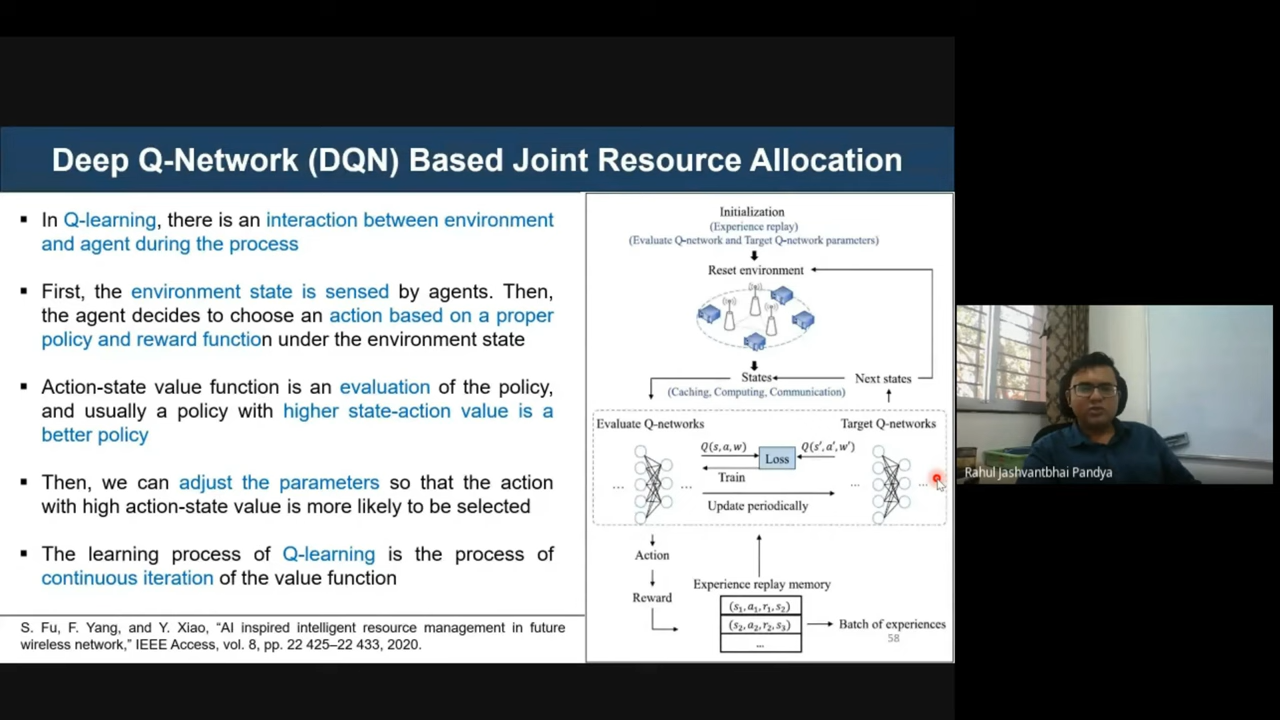 Deep Q-Network (DQN) Based Joint Resource Allocation
▪ In Q-learning, there is an interaction between environment
and agent during the process
▪ First, the environment state is sensed by agents. Then,
the agent decides to choose an action based on a proper
policy and reward function under the environment state
▪ Action-state value function is an evaluation of the policy,
and usually a policy with higher state-action value is a
better policy
▪ Then, we can adjust the parameters so that the action
with high action-state value is more likely to be selected
▪ The learning process of Q-learning is the process of
continuous iteration of the value function
S. Fu, F. Yang, and Y. Xiao, “AI inspired intelligent resource management in future
wireless network,” IEEE Access, vol. 8, pp. 22 425–22 433, 2020.
Initialization
(Experience replay)
(Evaluate Q-network and Target Q-network parameters)
Reset environment
States
Next states
(Caching, Computing, Communication)
Evaluate Q-networks
Target Q-networks
Q(s, a, w)
Loss
Q(s′, a′, w′)
Train
...
...
...
...
Update periodically
Action
Experience replay memory
Reward
(s₁, a₁, r₁, s₂)
(s₂, a₂, r₂, s₃)
Batch of experiences
...
58
Rahul Jashvantbhai Pandya